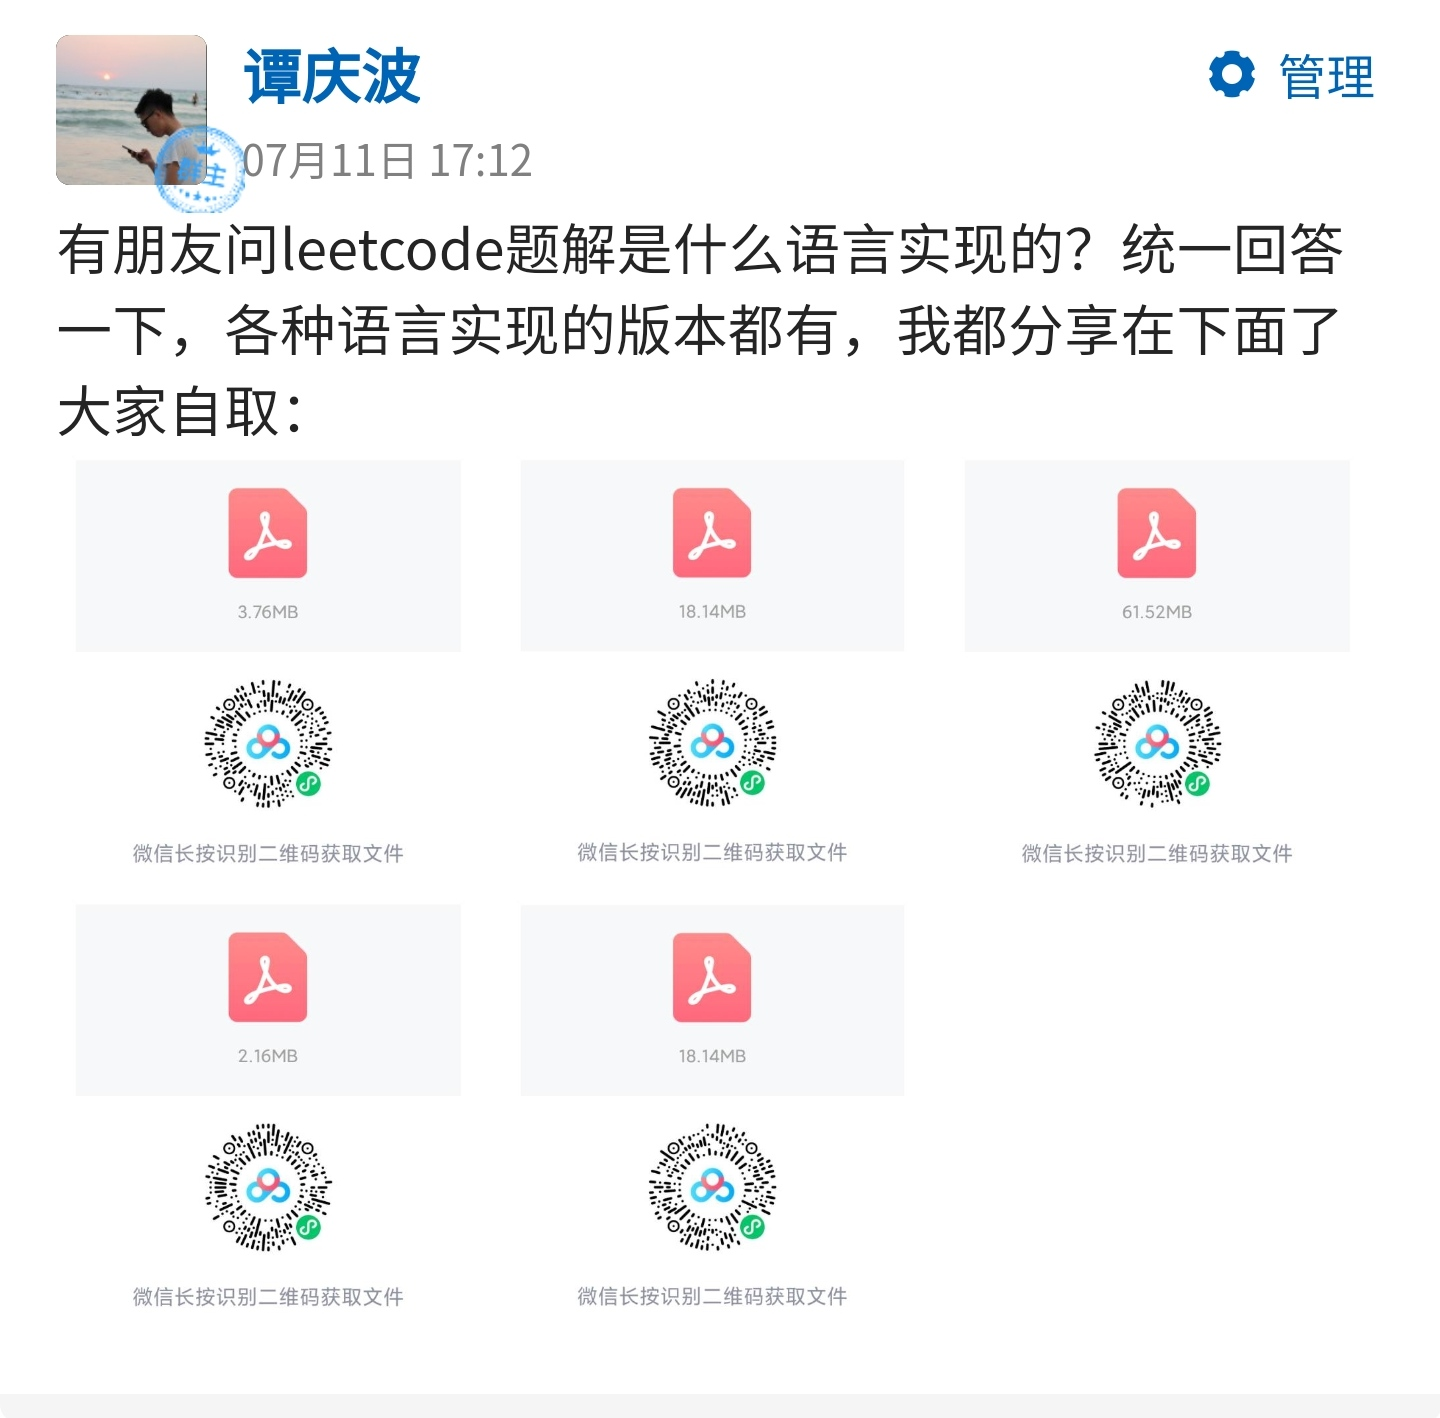 谭庆波
管理
群主
07月11日 17:12
有朋友问leetcode题解是什么语言实现的？统一回答
一下，各种语言实现的版本都有，我都分享在下面了
大家自取：
3.76MB
18.14MB
61.52MB
微信长按识别二维码获取文件
微信长按识别二维码获取文件
微信长按识别二维码获取文件
2.16MB
18.14MB
微信长按识别二维码获取文件
微信长按识别二维码获取文件